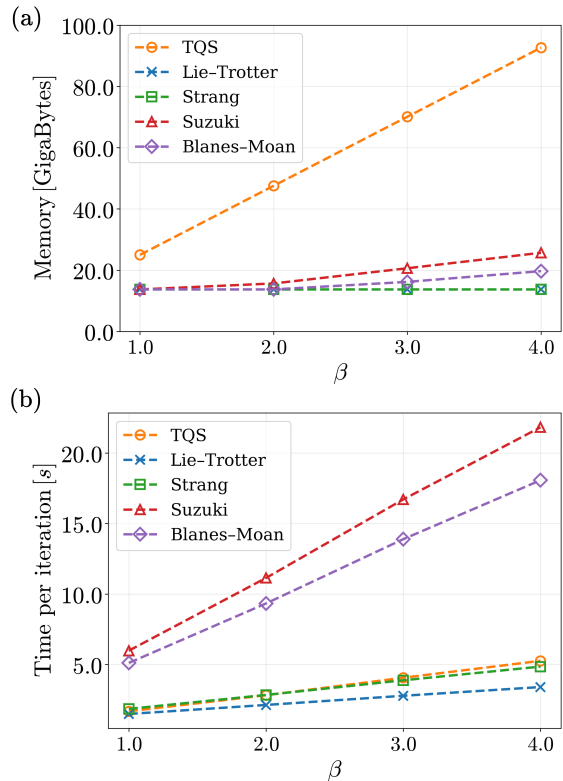 (a)
100.0
80.0
60.0
40.0
20.0
0.0
Memory [GigaBytes]
TQS
Lie–Trotter
Strang
Suzuki
Blanes–Moan
1.0 2.0 3.0 4.0
β
(b)
20.0
15.0
10.0
5.0
Time per iteration [s]
TQS
Lie–Trotter
Strang
Suzuki
Blanes–Moan
1.0 2.0 3.0 4.0
β